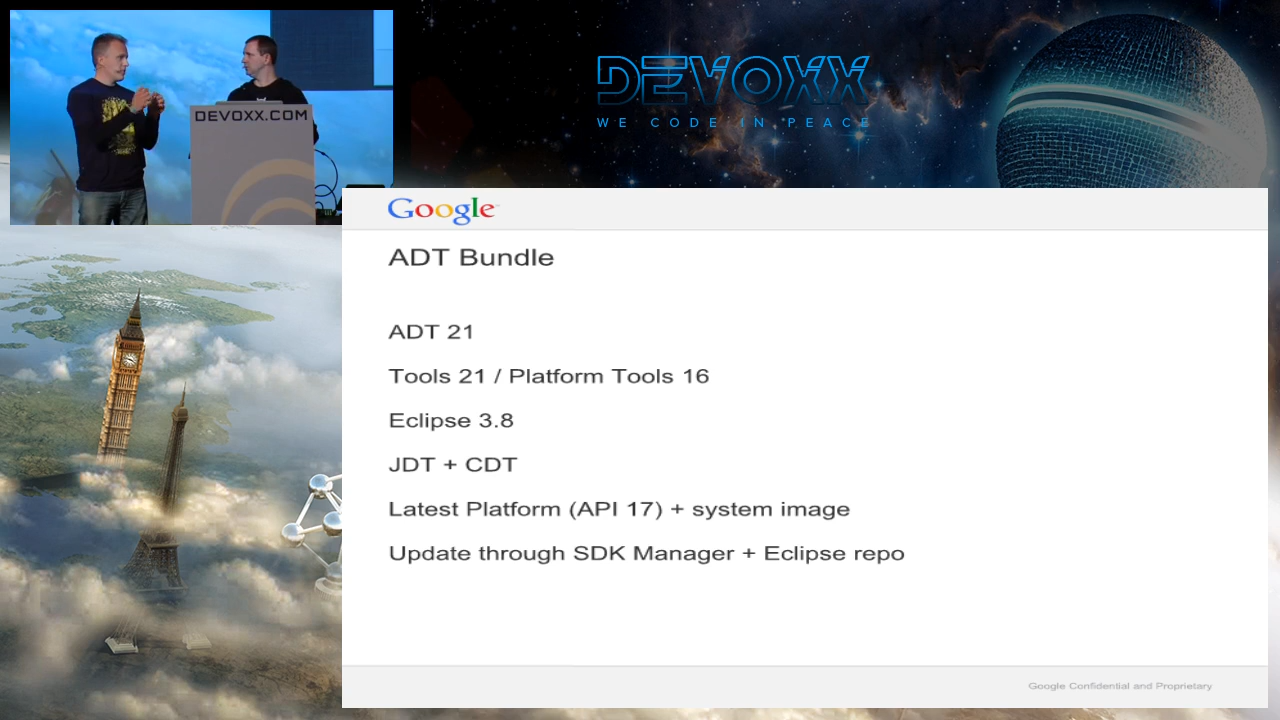 DEVOXX
WE CODE IN PEACE
DEVOXX.COM
Google
ADT Bundle
ADT 21
Tools 21 / Platform Tools 16
Eclipse 3.8
JDT + CDT
Latest Platform (API 17) + system image
Update through SDK Manager + Eclipse repo
Google Confidential and Proprietary